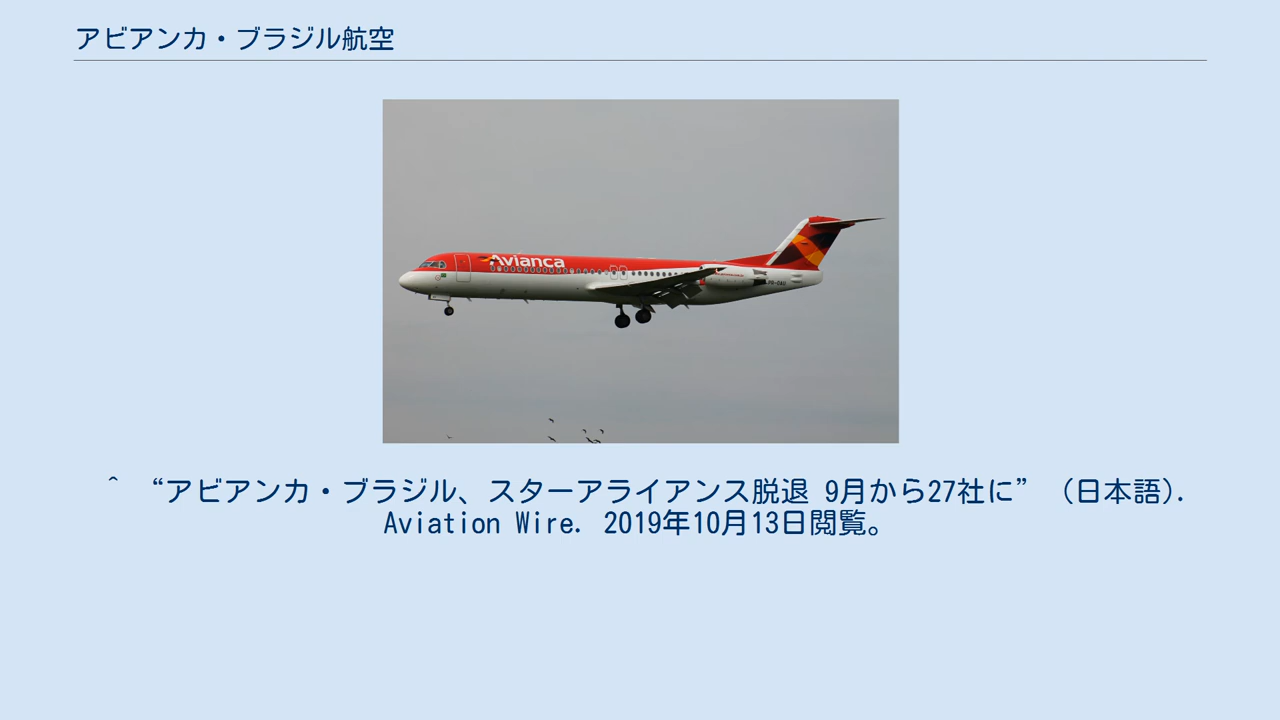 アビアンカ・ブラジル航空
Avianca
^ “アビアンカ・ブラジル、スターアライアンス脱退 9月から27社に” (日本語).
Aviation Wire. 2019年10月13日閲覧。